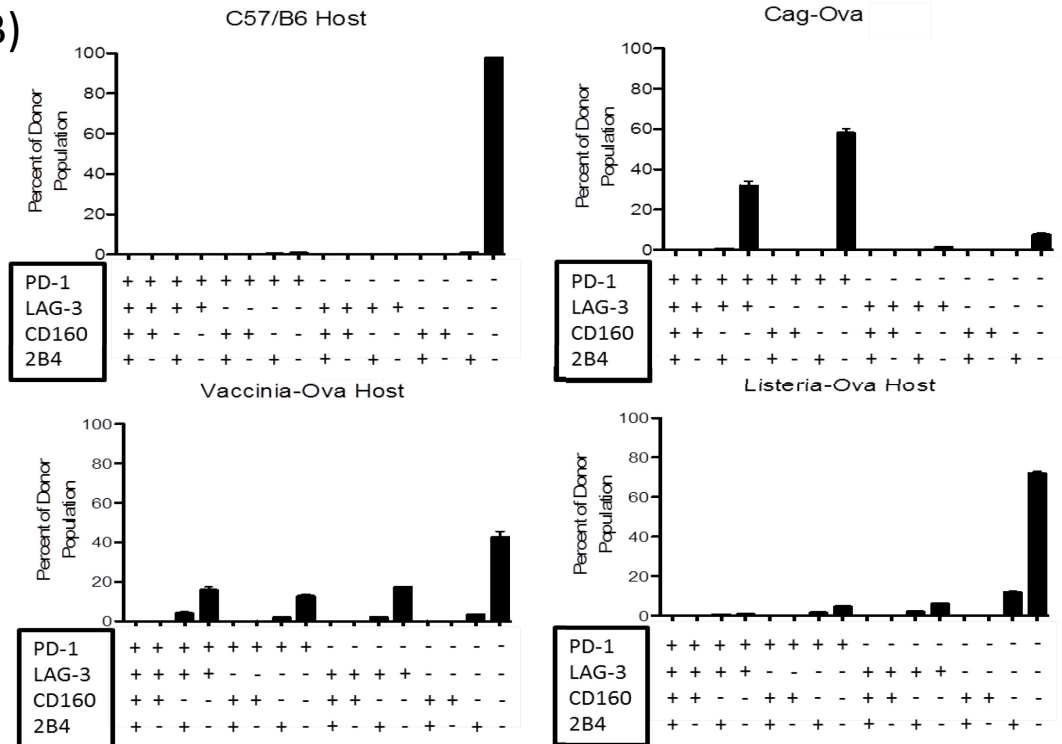 B)
C57/B6 Host
Percent of Donor
Population
100
80
60
40
20
0
PD-1 + + + + + + + + - - - - - - - -
LAG-3 + + + + - - - - + + + + - - - -
CD160 + + - - + + - - + + - - + + - -
2B4 + - + - + - + - + - + - + - + -
Cag-Ova
Percent of Donor
Population
100
80
60
40
20
0
PD-1 + + + + + + + + - - - - - - - -
LAG-3 + + + + - - - - + + + + - - - -
CD160 + + - - + + - - + + - - + + - -
2B4 + - + - + - + - + - + - + - + -
Vaccinia-Ova Host
Percent of Donor
Population
100
80
60
40
20
0
PD-1 + + + + + + + + - - - - - - - -
LAG-3 + + + + - - - - + + + + - - - -
CD160 + + - - + + - - + + - - + + - -
2B4 + - + - + - + - + - + - + - + -
Listeria-Ova Host
Percent of Donor
Population
100
80
60
40
20
0
PD-1 + + + + + + + + - - - - - - - -
LAG-3 + + + + - - - - + + + + - - - -
CD160 + + - - + + - - + + - - + + - -
2B4 + - + - + - + - + - + - + - + -